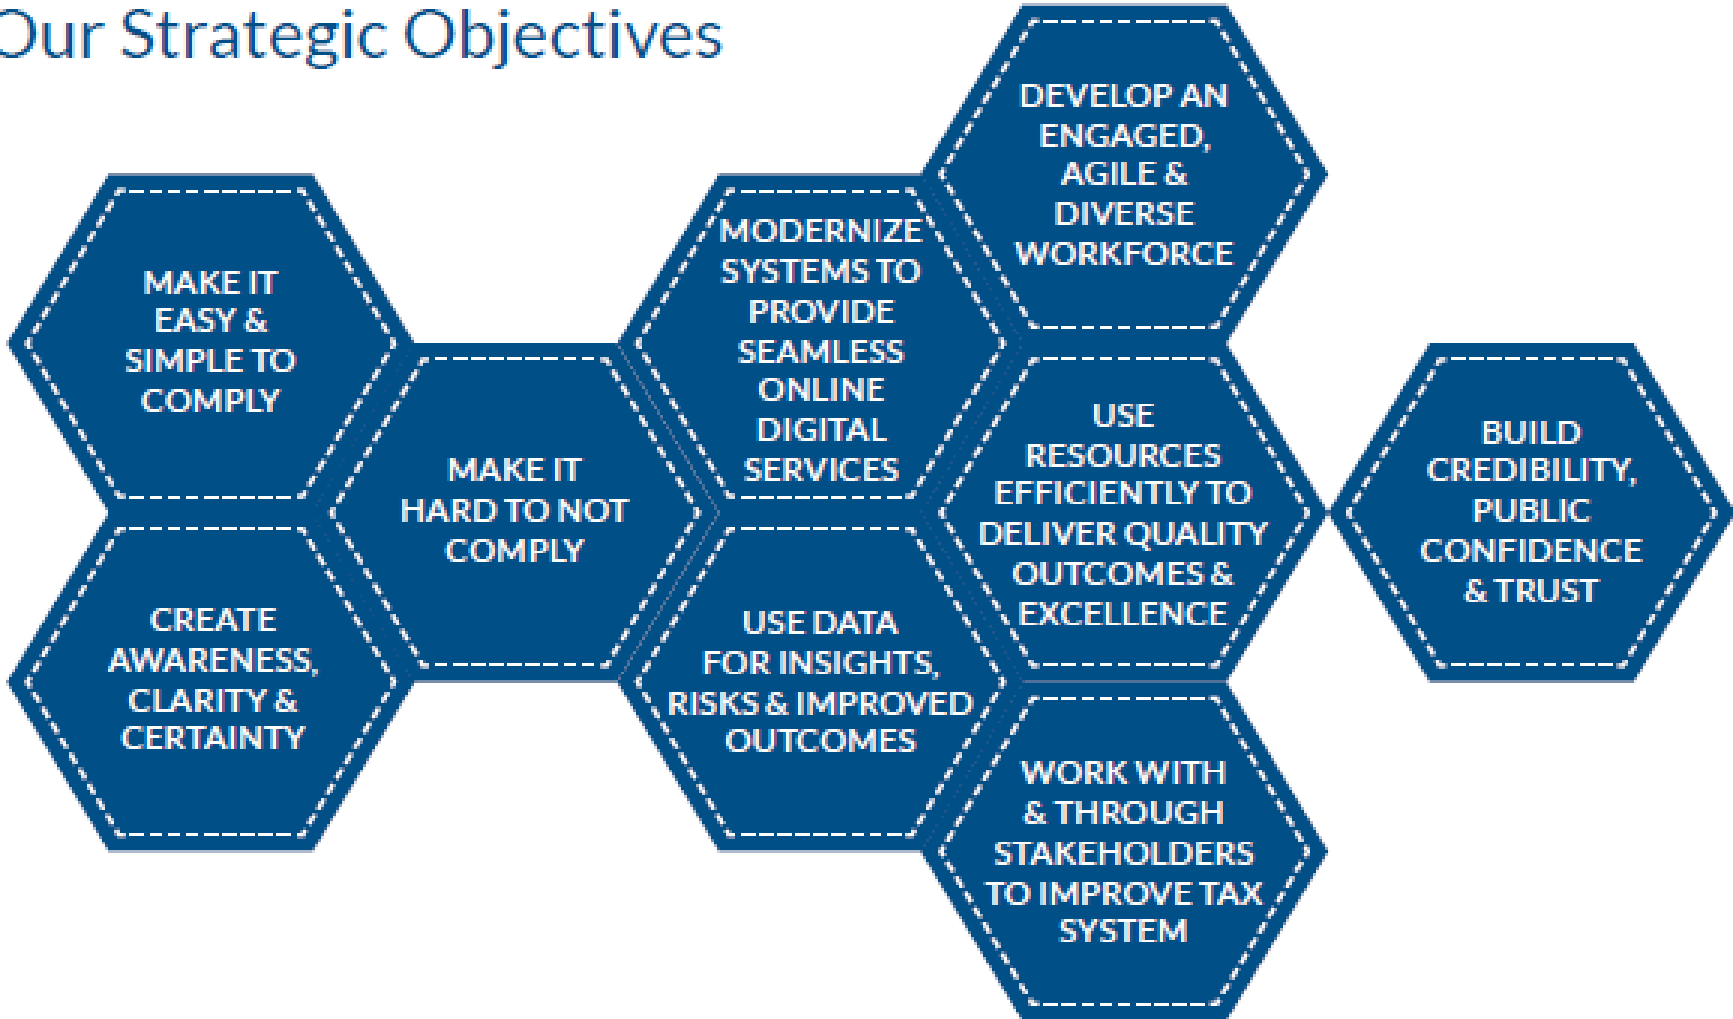 Our Strategic Objectives
MAKE IT
EASY &
SIMPLE TO
COMPLY
CREATE
AWARENESS,
CLARITY &
CERTAINTY
MAKE IT
HARD TO NOT
COMPLY
MODERNIZE
SYSTEMS TO
PROVIDE
SEAMLESS
ONLINE
DIGITAL
SERVICES
USE DATA
FOR INSIGHTS,
RISKS & IMPROVED
OUTCOMES
DEVELOP AN
ENGAGED,
AGILE &
DIVERSE
WORKFORCE
USE
RESOURCES
EFFICIENTLY TO
DELIVER QUALITY
OUTCOMES &
EXCELLENCE
WORK WITH
& THROUGH
STAKEHOLDERS
TO IMPROVE TAX
SYSTEM
BUILD
CREDIBILITY,
PUBLIC
CONFIDENCE
& TRUST